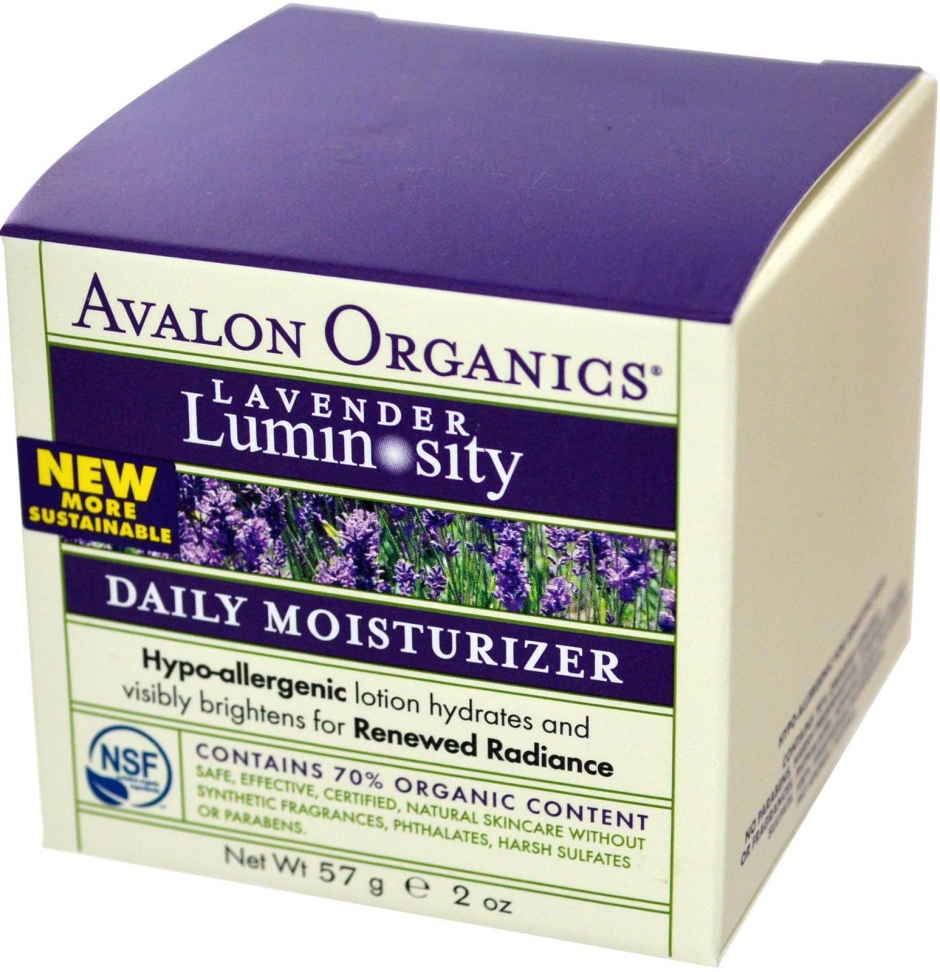 AVALON ORGANICS®
LAVENDER
Luminosity
NEW
MORE
SUSTAINABLE
DAILY MOISTURIZER
Hypo-allergenic lotion hydrates and
visibly brightens for Renewed Radiance
NSF
CONTAINS 70% ORGANIC CONTENT
SAFE, EFFECTIVE, CERTIFIED, NATURAL SKINCARE WITHOUT
SYNTHETIC FRAGRANCES, PHTHALATES, HARSH SULFATES
OR PARABENS.
Net Wt 57 g ℮ 2 oz